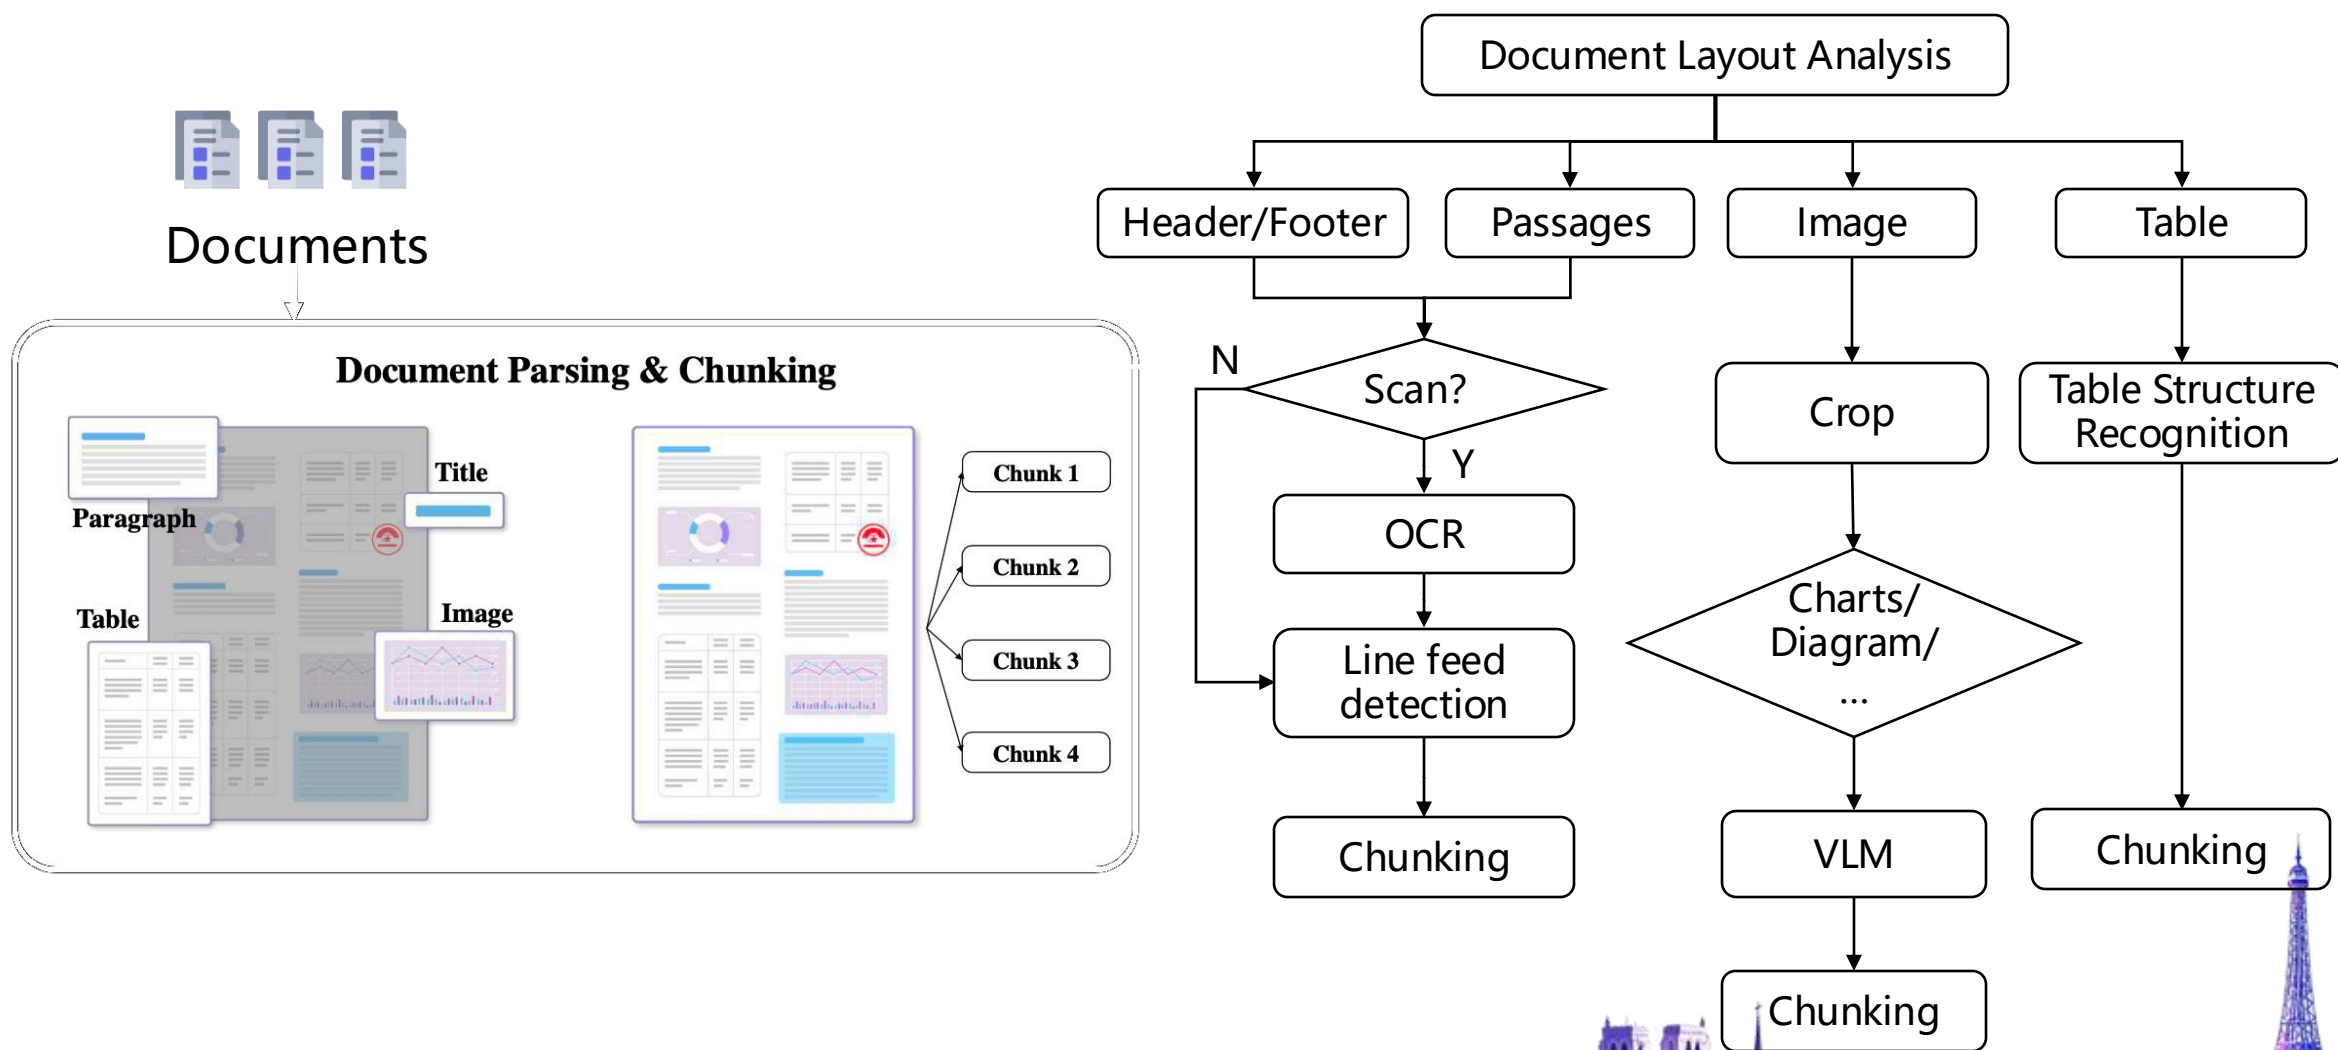 Documents
Document Parsing & Chunking
Paragraph
Title
Table
Image
Chunk 1
Chunk 2
Chunk 3
Chunk 4
Document Layout Analysis
Header/Footer
Passages
Image
Table
Scan?
N
Y
OCR
Line feed
detection
Chunking
Crop
Charts/
Diagram/
...
VLM
Chunking
Table Structure
Recognition
Chunking